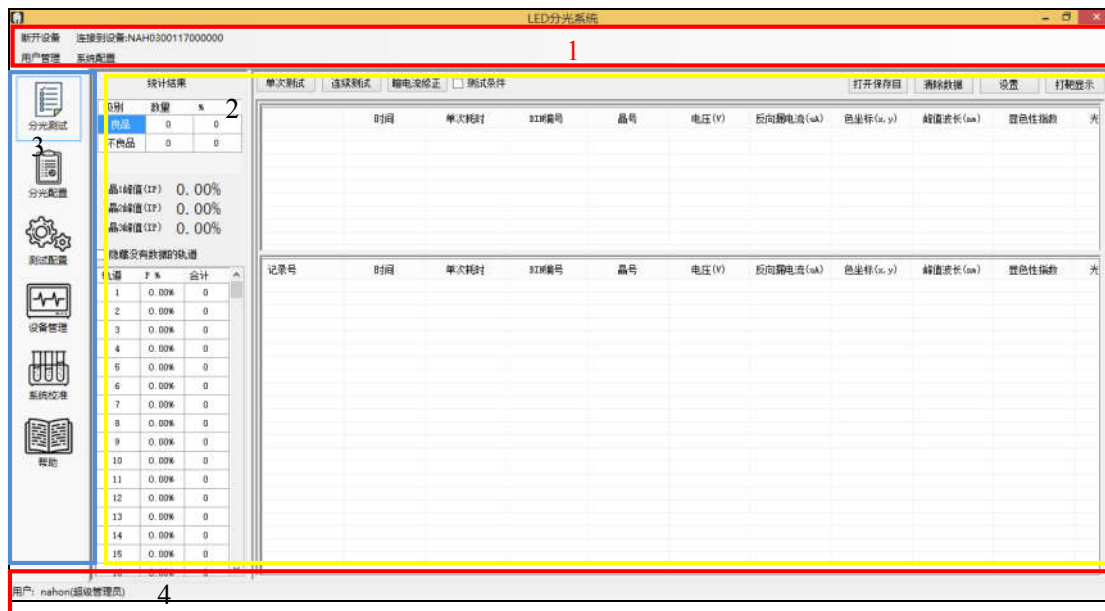 LED分光系统
断开设备 连接到设备:NAH0300117000000
用户管理 系统配置
1
统计结果
单次测试 连续测试 暗电流修正 测试条件 打开保存目 清除数据 设置 打靶显示
级别 数量 %
2
良品 0 0
不良品 0 0
时间 单次耗时 BIN编号 晶号 电压(V) 反向漏电流(uA) 色坐标(x,y) 峰值波长(nm) 显色性指数 光
分光测试
3
分光配置
测试配置
设备管理
系统校准
帮助
晶1峰值(IP) 0.00%
晶2峰值(IP) 0.00%
晶3峰值(IP) 0.00%
隐藏没有数据的轨道
轨道 F % 合计
1 0.00% 0
2 0.00% 0
3 0.00% 0
4 0.00% 0
5 0.00% 0
6 0.00% 0
7 0.00% 0
8 0.00% 0
9 0.00% 0
10 0.00% 0
11 0.00% 0
12 0.00% 0
13 0.00% 0
14 0.00% 0
15 0.00% 0
记录号 时间 单次耗时 BIN编号 晶号 电压(V) 反向漏电流(uA) 色坐标(x,y) 峰值波长(nm) 显色性指数 光
用户: nahon(超级管理员)
4